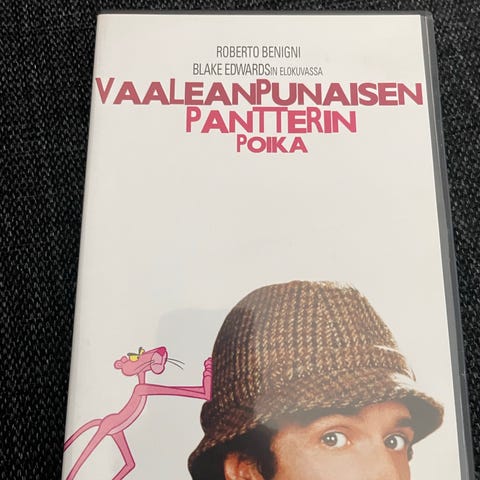 ROBERTO BENIGNI
BLAKE EDWARDSIN ELOKUVASSA
VAALEANPUNAISEN
PANTTERIN
POIKA